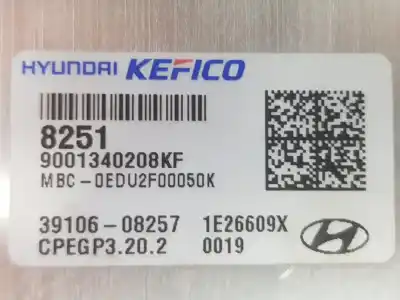 HYUNDAI KEFICO
8251
9001340208KF
MBC-0EDU2F00050K
39106-08257 1E26609X
CPEGP3.20.2 0019